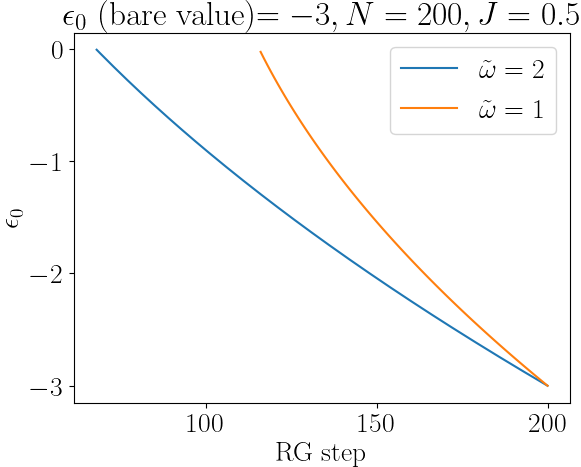 ϵ₀ (bare value)= −3, N = 200, J = 0.5
ω̃ = 2
ω̃ = 1
0
−1
−2
−3
ϵ₀
100
150
200
RG step